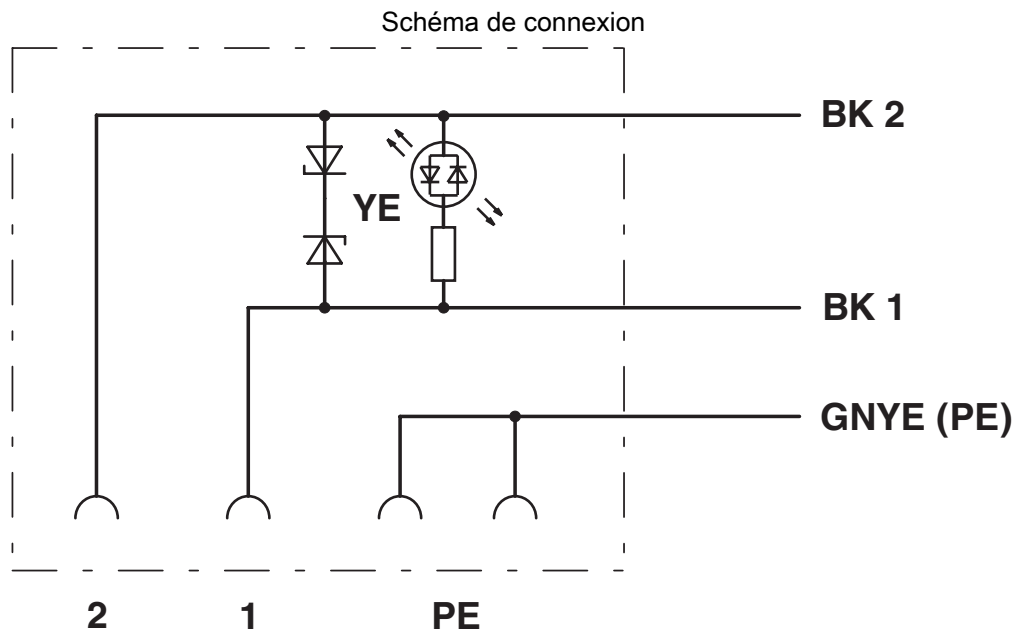 Schéma de connexion
BK 2
YE
BK 1
GNYE (PE)
2 1 PE